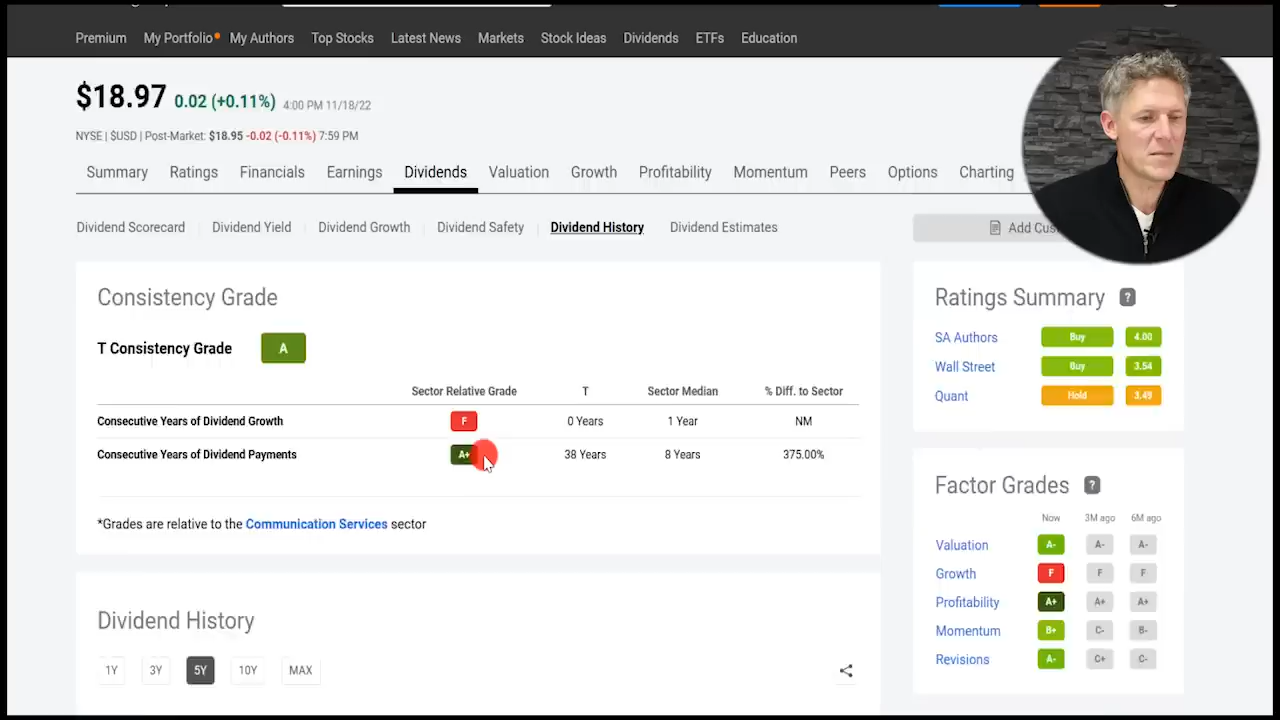 Premium My Portfolio My Authors Top Stocks Latest News Markets Stock Ideas Dividends ETFs Education
$18.97 0.02 (+0.11%) 4:00 PM 11/18/22
NYSE | $USD | Post-Market: $18.95 -0.02 (-0.11%) 7:59 PM
Summary Ratings Financials Earnings Dividends Valuation Growth Profitability Momentum Peers Options Charting
Dividend Scorecard Dividend Yield Dividend Growth Dividend Safety Dividend History Dividend Estimates
Add
Consistency Grade
T Consistency Grade A
Sector Relative Grade T Sector Median % Diff. to Sector
Consecutive Years of Dividend Growth F 0 Years 1 Year NM
Consecutive Years of Dividend Payments A+ 38 Years 8 Years 375.00%
*Grades are relative to the Communication Services sector
Dividend History
1Y 3Y 5Y 10Y MAX
Ratings Summary ?
SA Authors Buy 4.00
Wall Street Buy 3.54
Quant Hold 3.49
Factor Grades ?
Now 3M ago 6M ago
Valuation A- A- A-
Growth F F F
Profitability A+ A+ A+
Momentum B+ C- B-
Revisions A- C+ C-